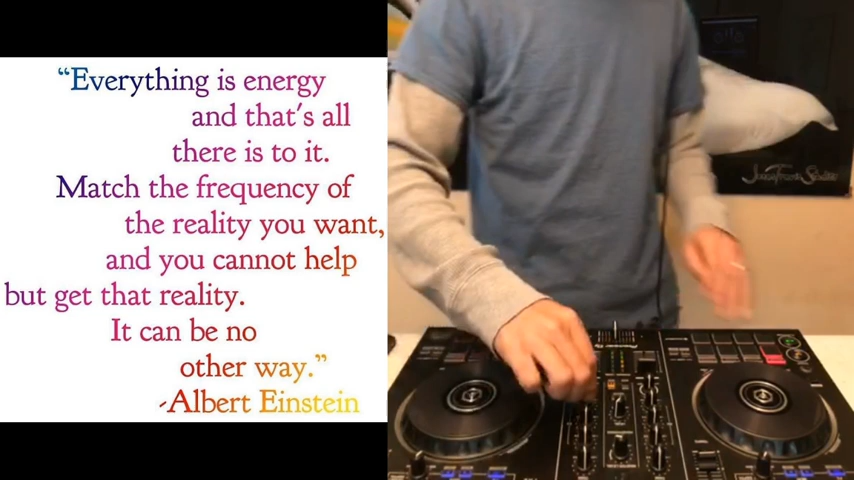 “Everything is energy
and that's all
there is to it.
Match the frequency of
the reality you want,
and you cannot help
but get that reality.
It can be no
other way.”
-Albert Einstein